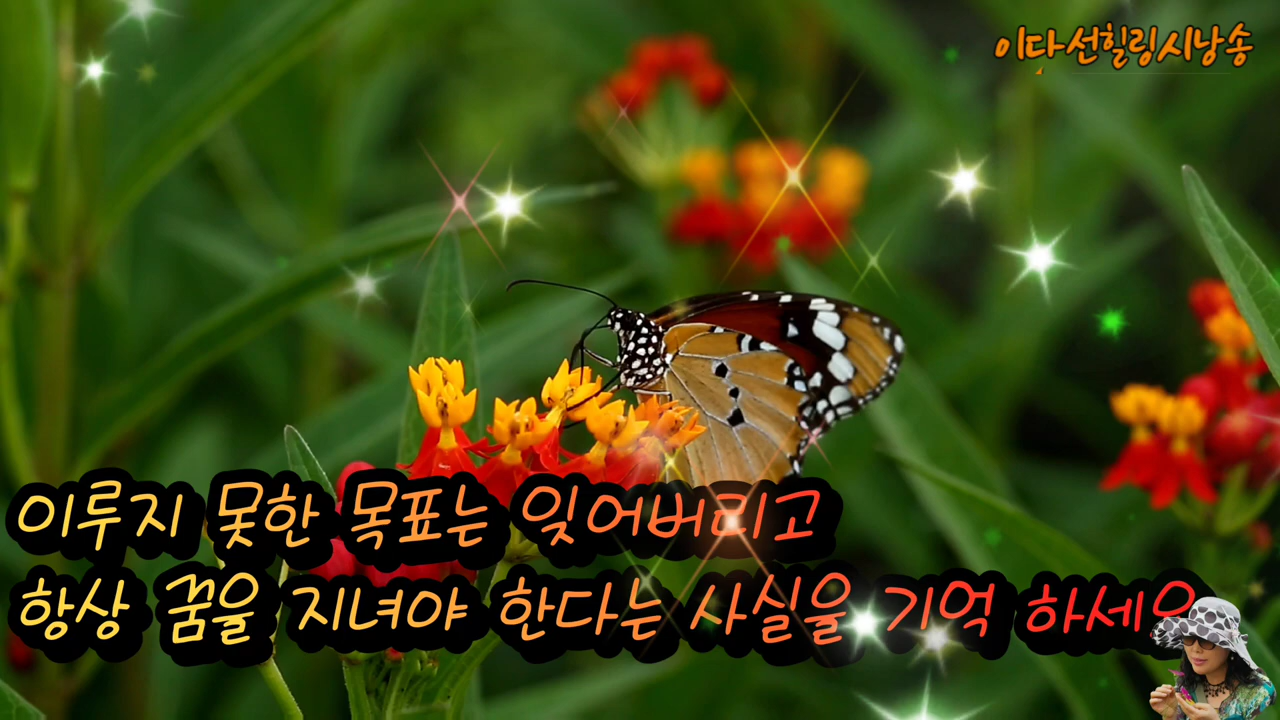 이다선힐링시낭송
이루지 못한 목표는 잊어버리고
항상 꿈을 지녀야 한다는 사실을 기억 하세요